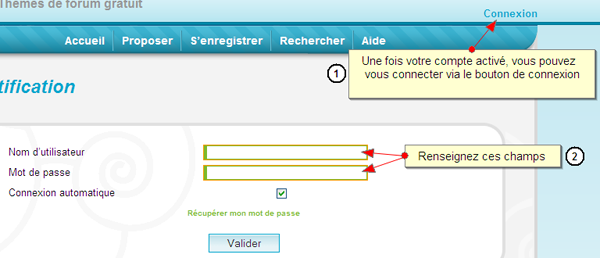 Thèmes de forum gratuit
Connexion
Accueil Proposer S'enregistrer Rechercher Aide
1 Une fois votre compte activé, vous pouvez
vous connecter via le bouton de connexion
tification
Nom d'utilisateur
Renseignez ces champs 2
Mot de passe
Connexion automatique
Récupérer mon mot de passe
Valider